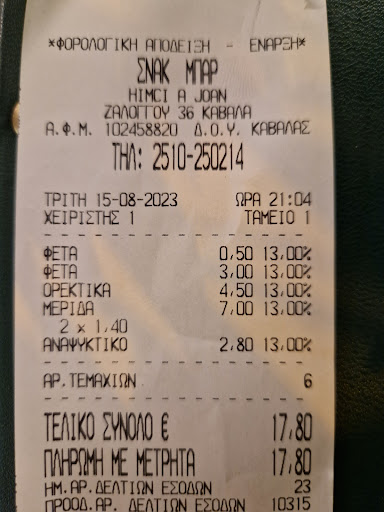 *ΦΟΡΟΛΟΓΙΚΗ ΑΠΟΔΕΙΞΗ - ΕΝΑΡΞΗ*
ΣΝΑΚ ΜΠΑΡ
HIMCI A JOAN
ΖΑΛΟΓΓΟΥ 36 ΚΑΒΑΛΑ
Α.Φ.Μ. 102458820 Δ.Ο.Υ. ΚΑΒΑΛΑΣ
ΤΗΛ: 2510-250214
ΤΡΙΤΗ 15-08-2023 ΩΡΑ 21:04
ΧΕΙΡΙΣΤΗΣ 1 ΤΑΜΕΙΟ 1
ΦΕΤΑ 0,50 13,00%
ΦΕΤΑ 3,00 13,00%
ΟΡΕΚΤΙΚΑ 4,50 13,00%
ΜΕΡΙΔΑ 7,00 13,00%
2 x 1,40
ΑΝΑΨΥΚΤΙΚΟ 2,80 13,00%
ΑΡ.ΤΕΜΑΧΙΩΝ 6
ΤΕΛΙΚΟ ΣΥΝΟΛΟ € 17,80
ΠΛΗΡΩΜΗ ΜΕ ΜΕΤΡΗΤΑ 17,80
ΗΜ.ΑΡ.ΔΕΛΤΙΩΝ ΕΣΟΔΩΝ 23
ΠΡΟΟΔ.ΑΡ. ΔΕΛΤΙΩΝ ΕΣΟΔΩΝ 10315